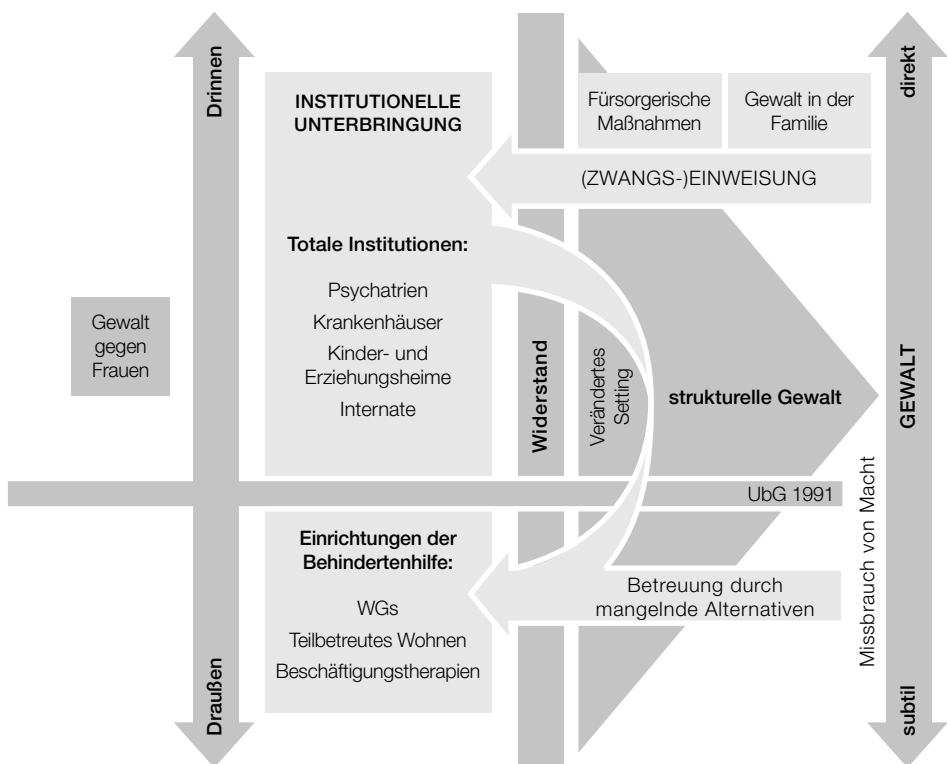 Drinnen
Draußen
Gewalt
gegen
Frauen
INSTITUTIONELLE
UNTERBRINGUNG
Totale Institutionen:
Psychatrien
Krankenhäuser
Kinder- und
Erziehungsheime
Internate
Einrichtungen der
Behindertenhilfe:
WGs
Teilbetreutes Wohnen
Beschäftigungstherapien
Widerstand
Fürsorgerische
Maßnahmen
Gewalt in der
Familie
(ZWANGS-)EINWEISUNG
Verändertes
Setting
strukturelle Gewalt
UbG 1991
Betreuung durch
mangelnde Alternativen
Missbrauch von Macht
direkt
GEWALT
subtil